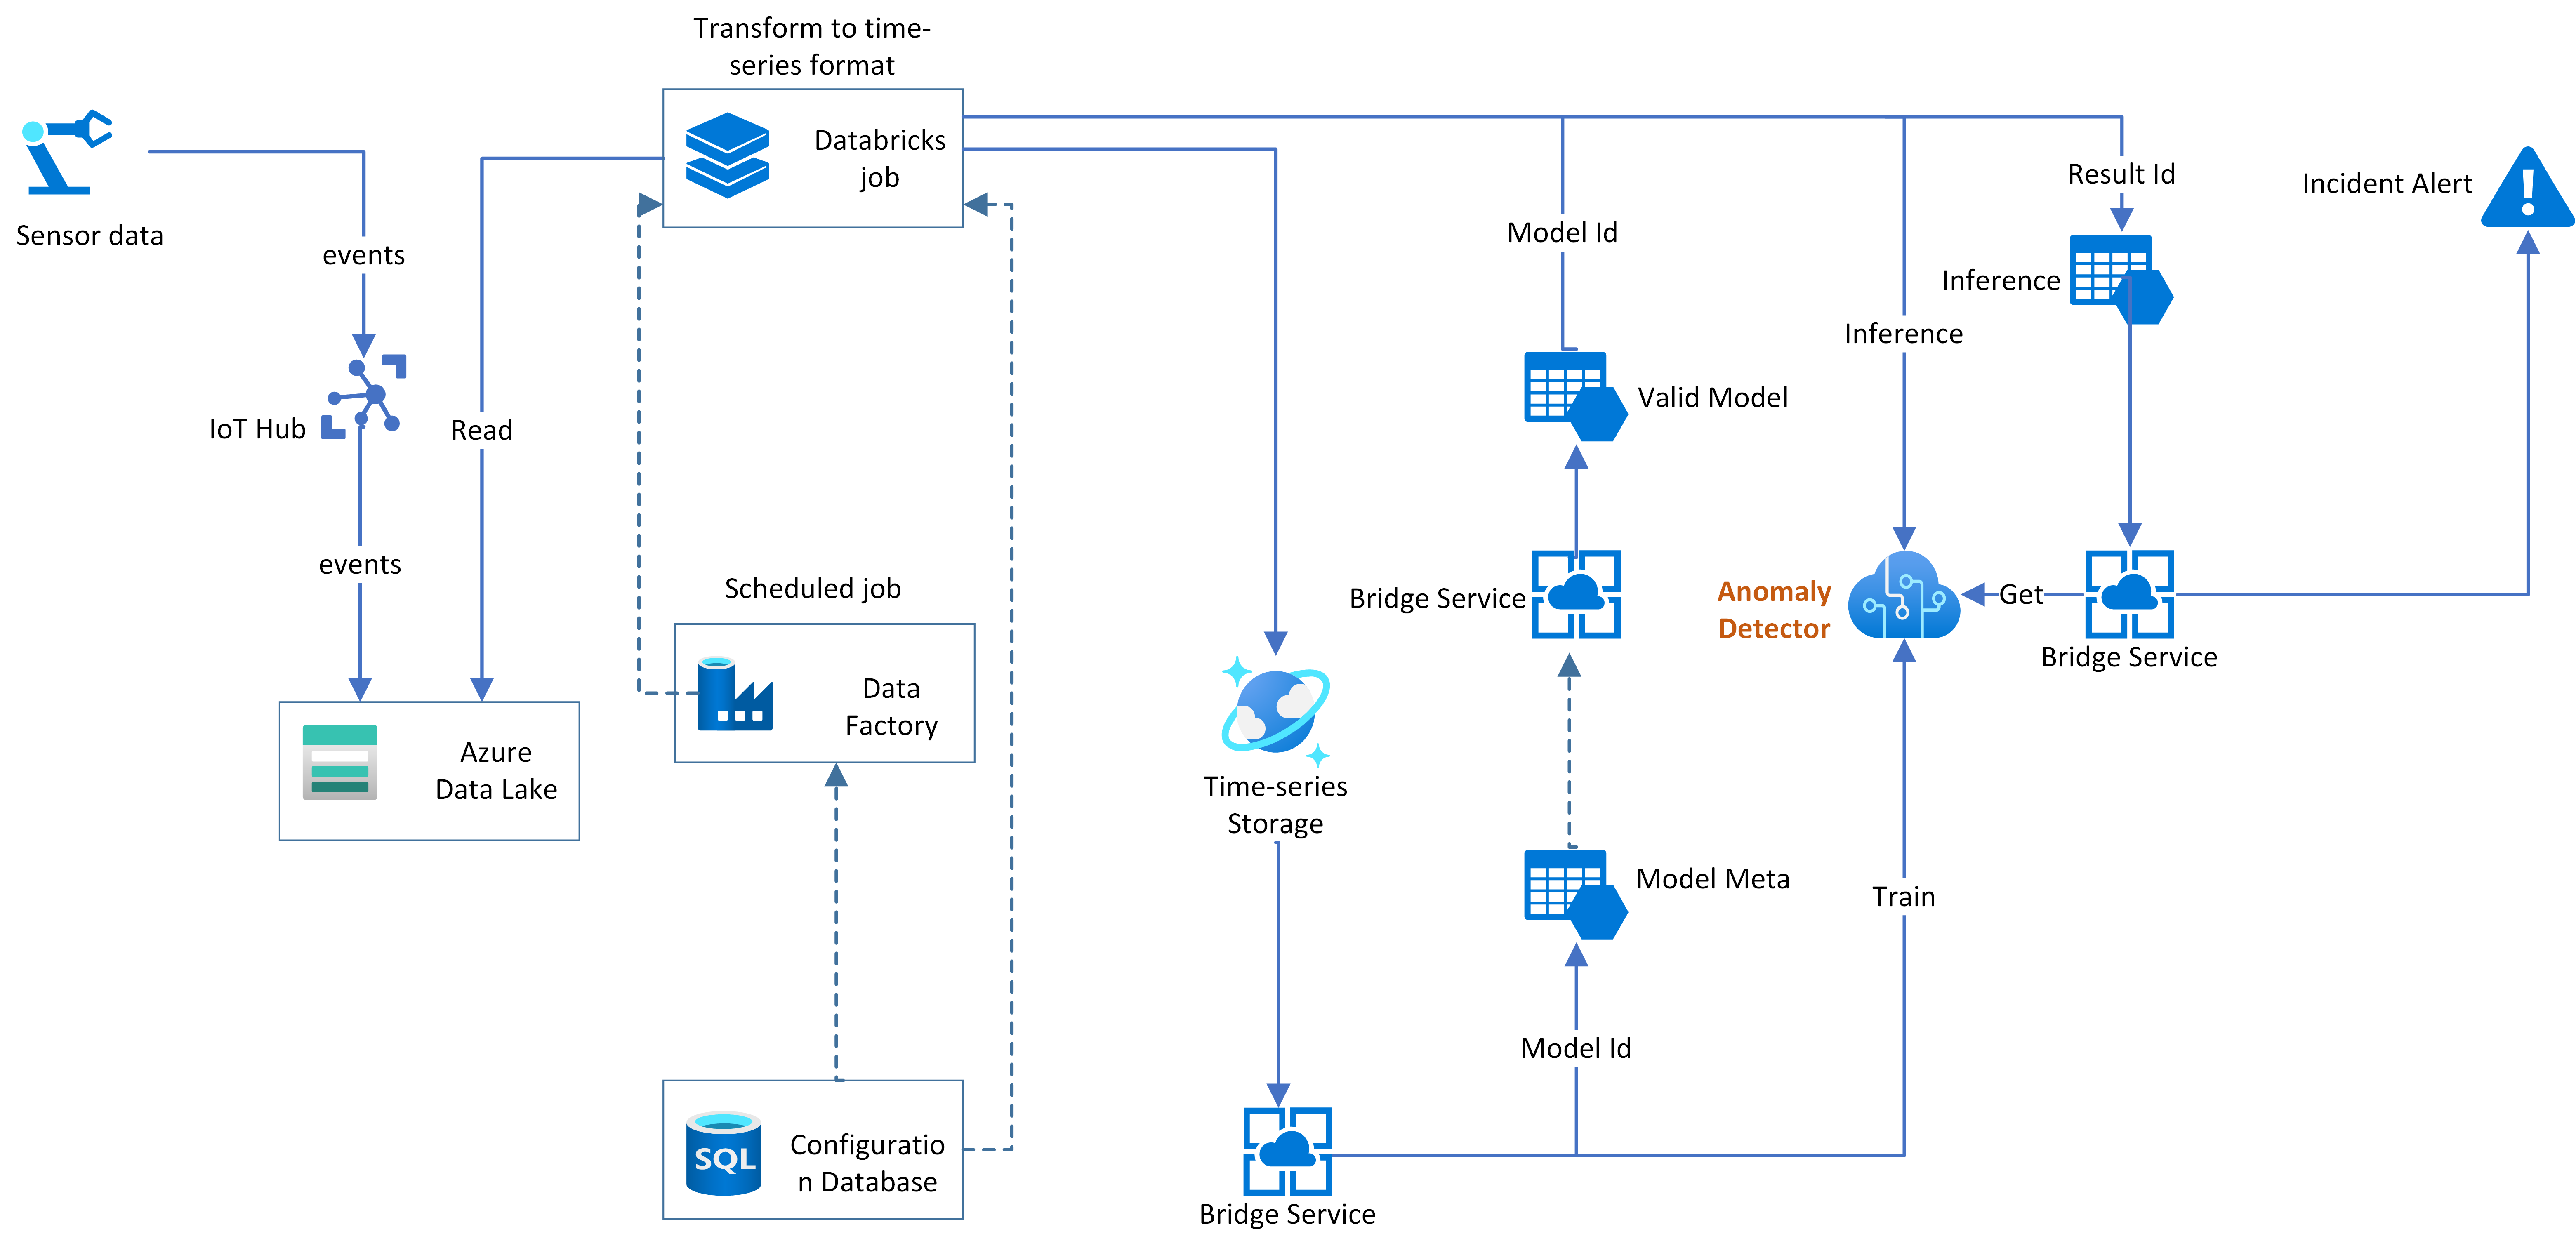 Transform to time-
series format
Databricks
job
Sensor data
events
Result Id
Incident Alert
Model Id
Inference
Inference
Valid Model
IoT Hub
Read
events
Scheduled job
Bridge Service
Anomaly
Detector
Get
Bridge Service
Data
Factory
Azure
Data Lake
Time-series
Storage
Model Meta
Train
Model Id
SQL
Configuratio
n Database
Bridge Service